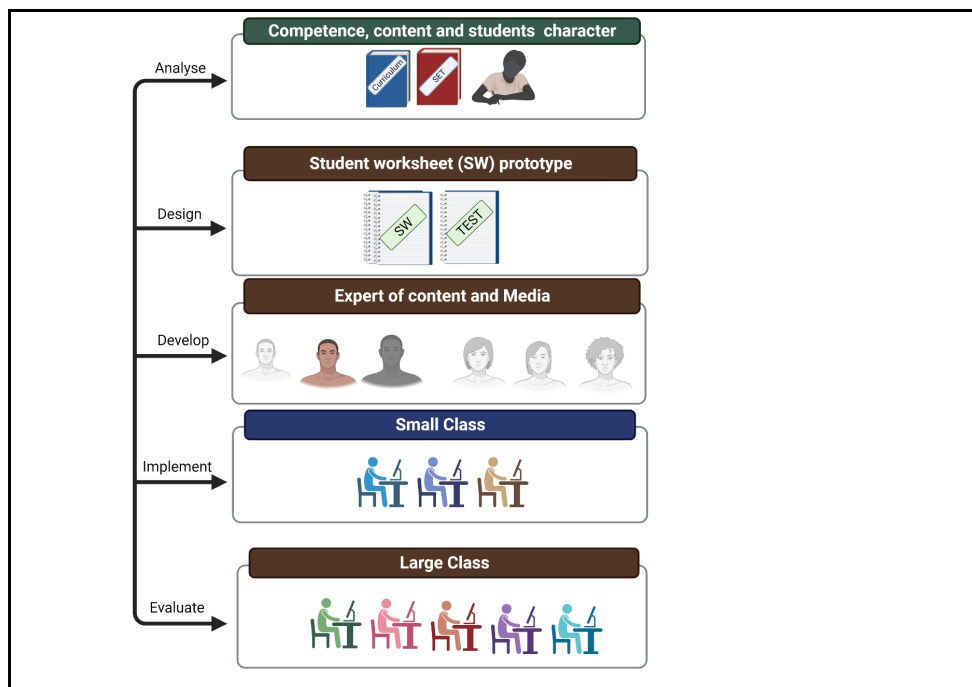 Competence, content and students character
Analyse
Curriculum
SET
Student worksheet (SW) prototype
Design
SW
TEST
Expert of content and Media
Develop
Small Class
Implement
Large Class
Evaluate